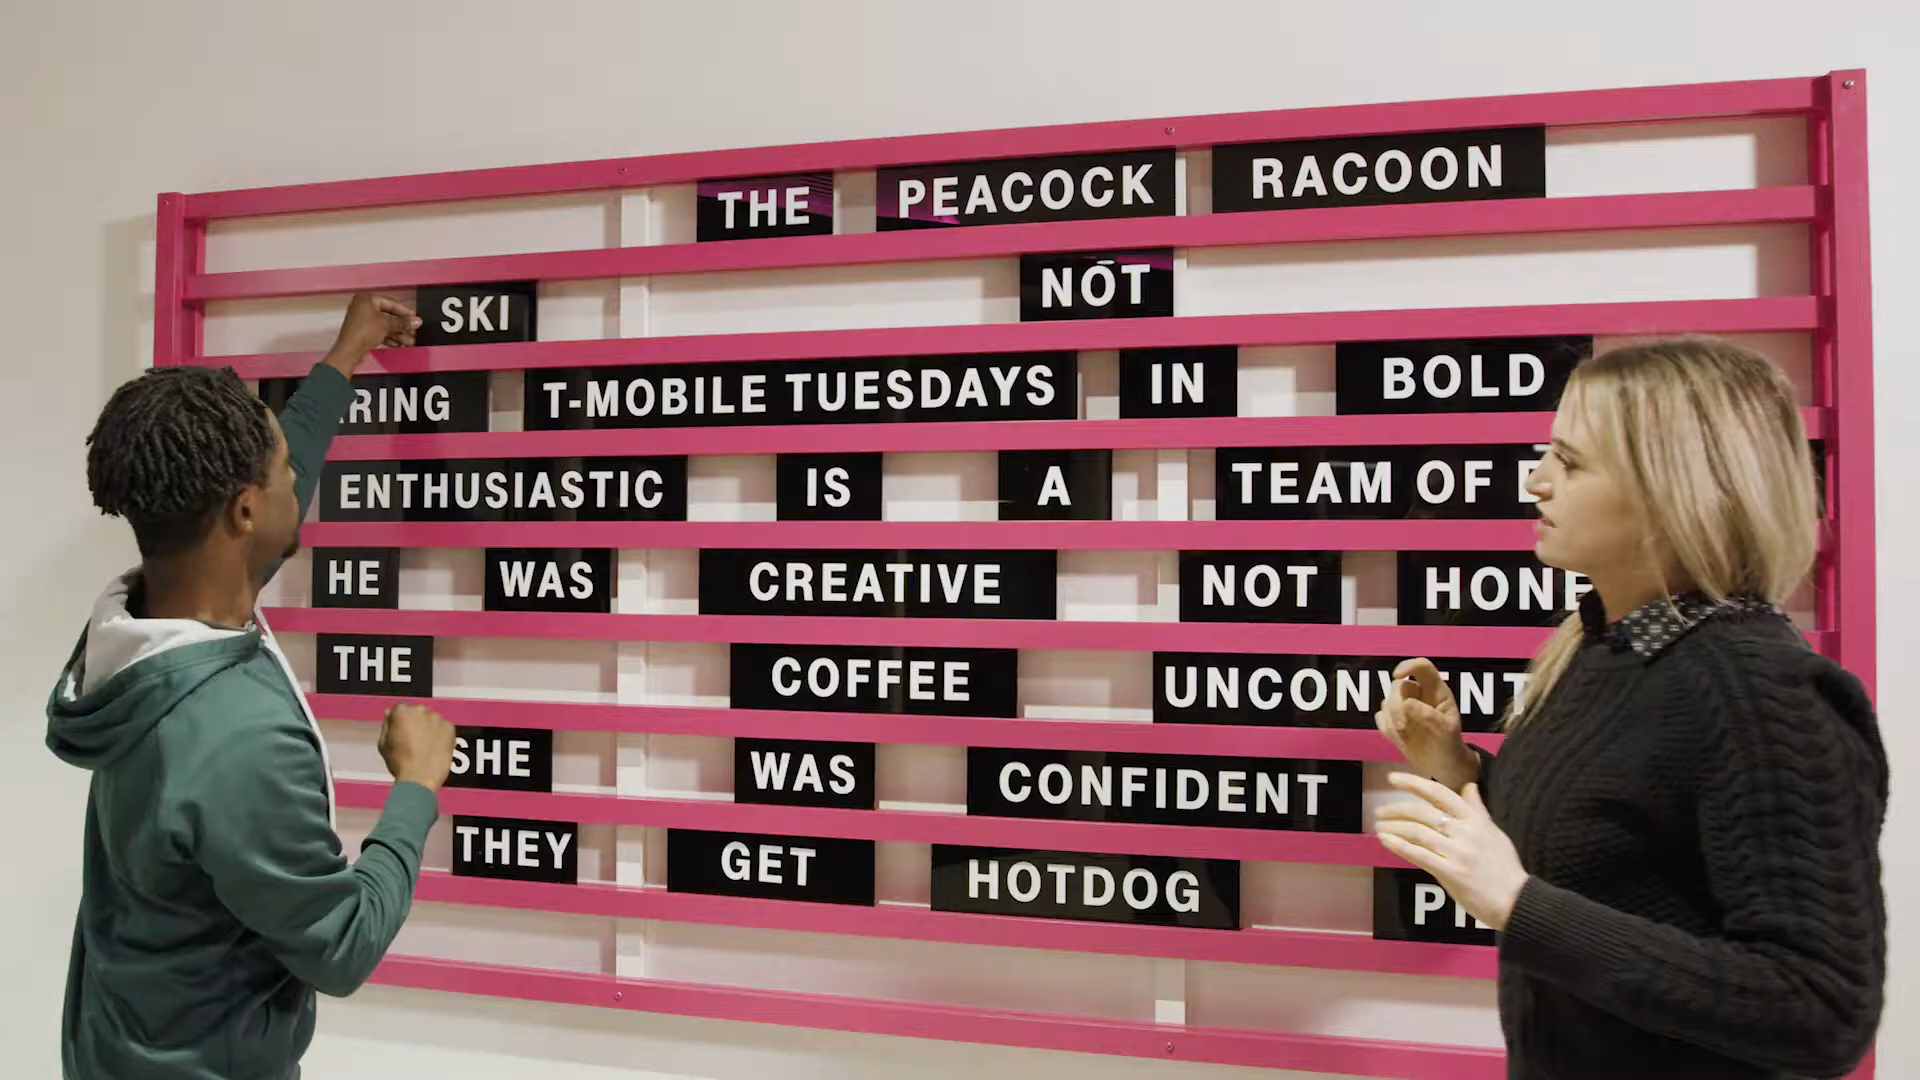 THE PEACOCK RACOON
SKI NOT
T-MOBILE TUESDAYS IN BOLD
ENTHUSIASTIC IS A TEAM OF
HE WAS CREATIVE NOT
THE COFFEE
SHE WAS CONFIDENT
THEY GET HOTDOG